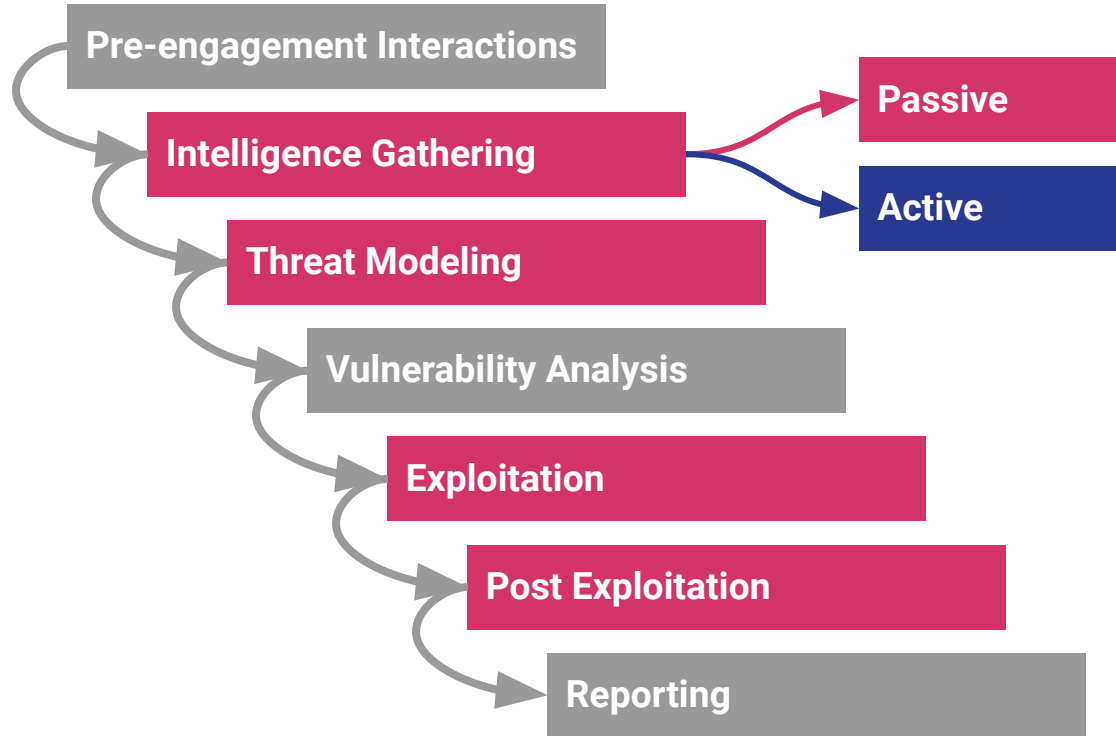 Pre-engagement Interactions
Intelligence Gathering
Passive
Active
Threat Modeling
Vulnerability Analysis
Exploitation
Post Exploitation
Reporting